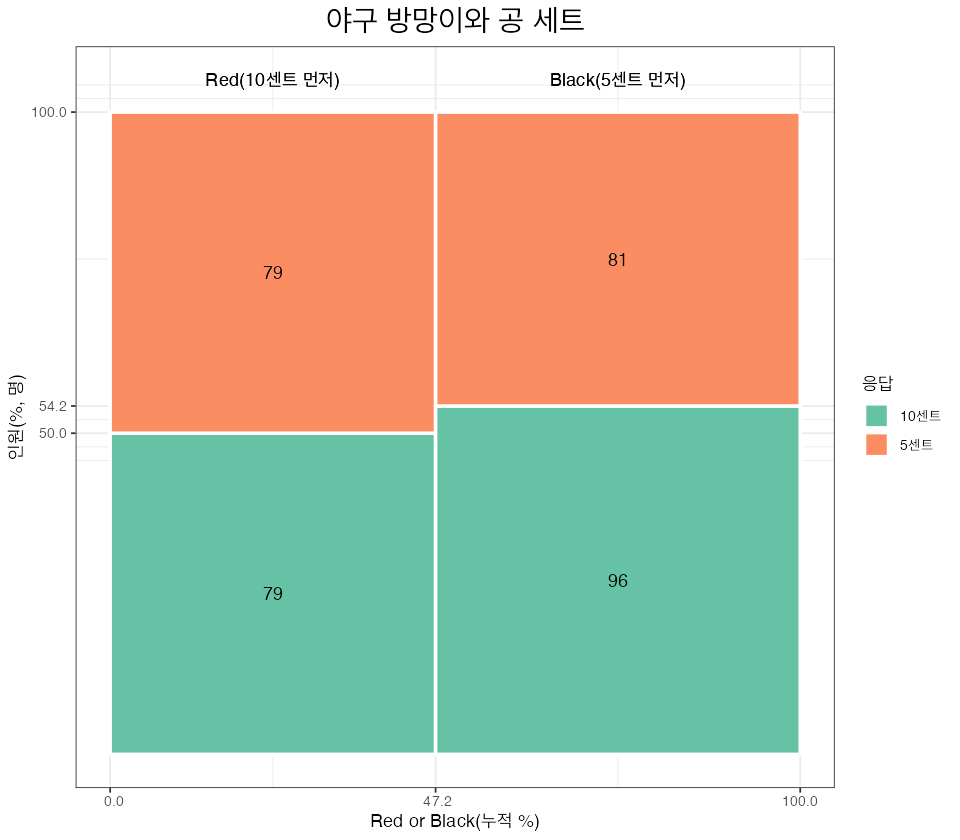 야구 방망이와 공 세트
Red(10센트 먼저)
Black(5센트 먼저)
100.0
79
81
54.2
50.0
79
96
인원(%, 명)
응답
10센트
5센트
0.0
47.2
100.0
Red or Black(누적 %)